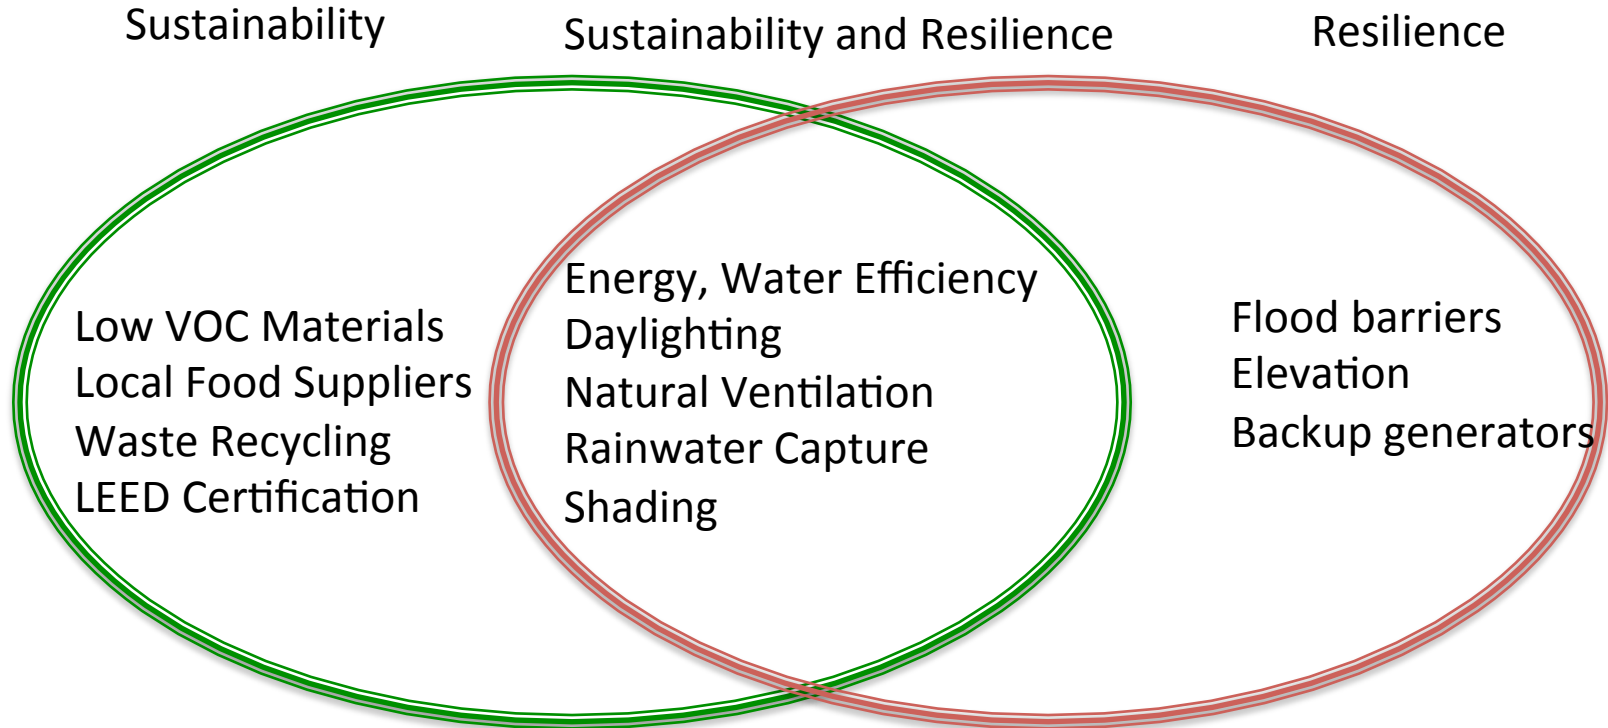 Sustainability
Sustainability and Resilience
Resilience
Low VOC Materials
Local Food Suppliers
Waste Recycling
LEED Certification
Energy, Water Efficiency
Daylighting
Natural Ventilation
Rainwater Capture
Shading
Flood barriers
Elevation
Backup generators